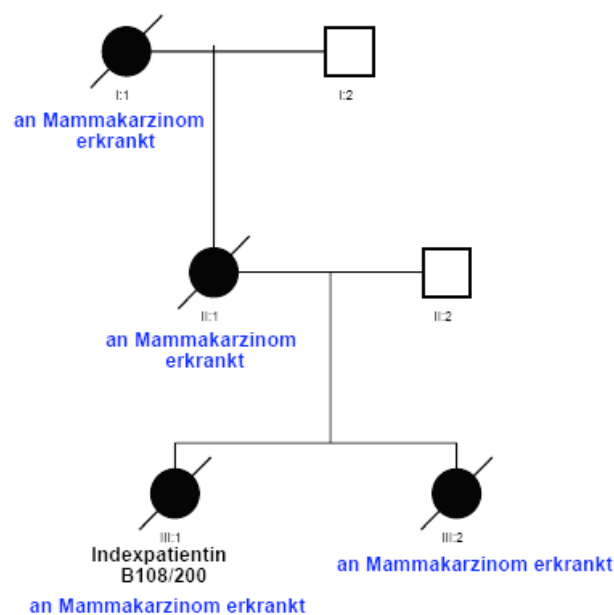 I:1
I:2
an Mammakarzinom
erkrankt
II:1
II:2
an Mammakarzinom
erkrankt
III:1
III:2
Indexpatientin
B108/200
an Mammakarzinom erkrankt
an Mammakarzinom erkrankt